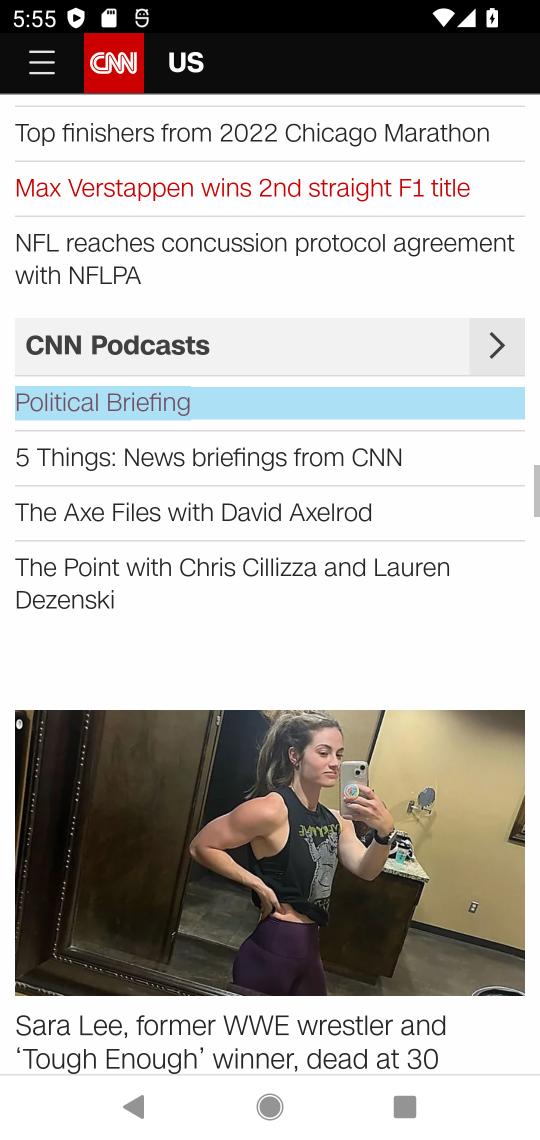 5:55
CNN
US
Top finishers from 2022 Chicago Marathon
Max Verstappen wins 2nd straight F1 title
NFL reaches concussion protocol agreement
with NFLPA
CNN Podcasts
Political Briefing
5 Things: News briefings from CNN
The Axe Files with David Axelrod
The Point with Chris Cillizza and Lauren
Dezenski
Sara Lee, former WWE wrestler and
‘Tough Enough’ winner, dead at 30